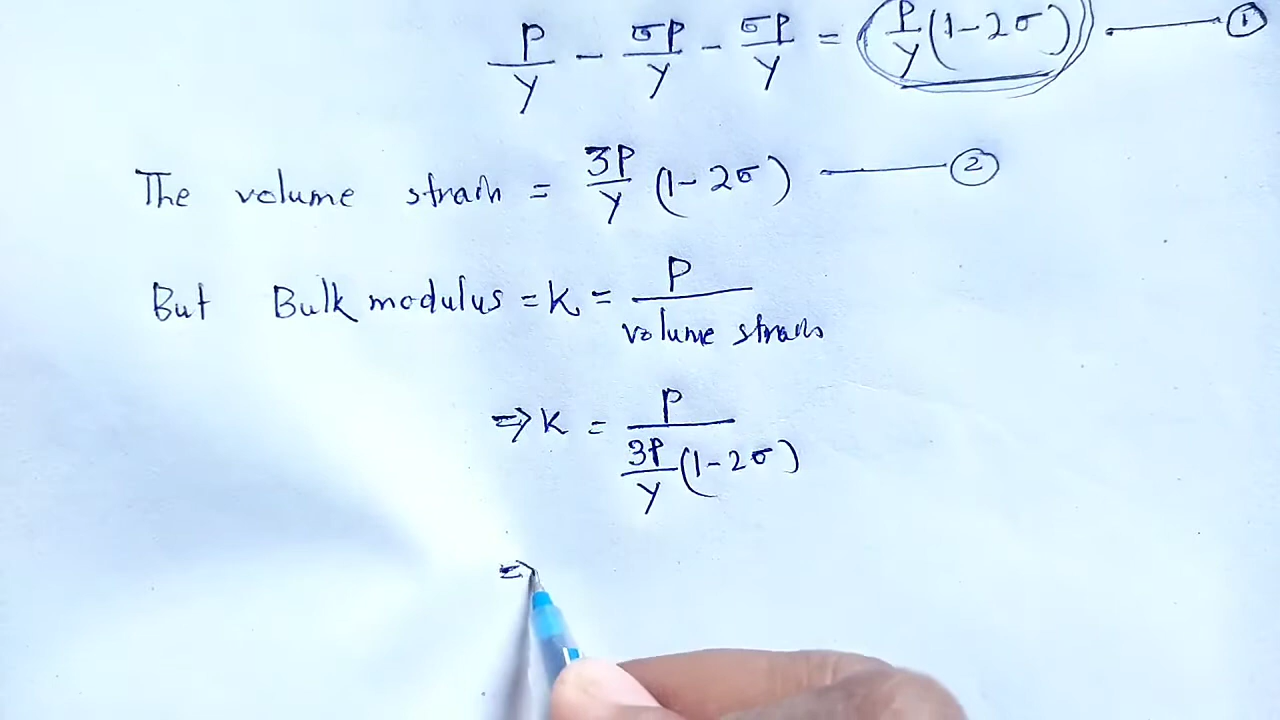 P/Y - σP/Y - σP/Y = P/Y (1-2σ) —— ①
The volume strain = 3P/Y (1-2σ) —— ②
But Bulk modulus = K = P/volume strain
⇒ K = P/(3P/Y (1-2σ))
⇒